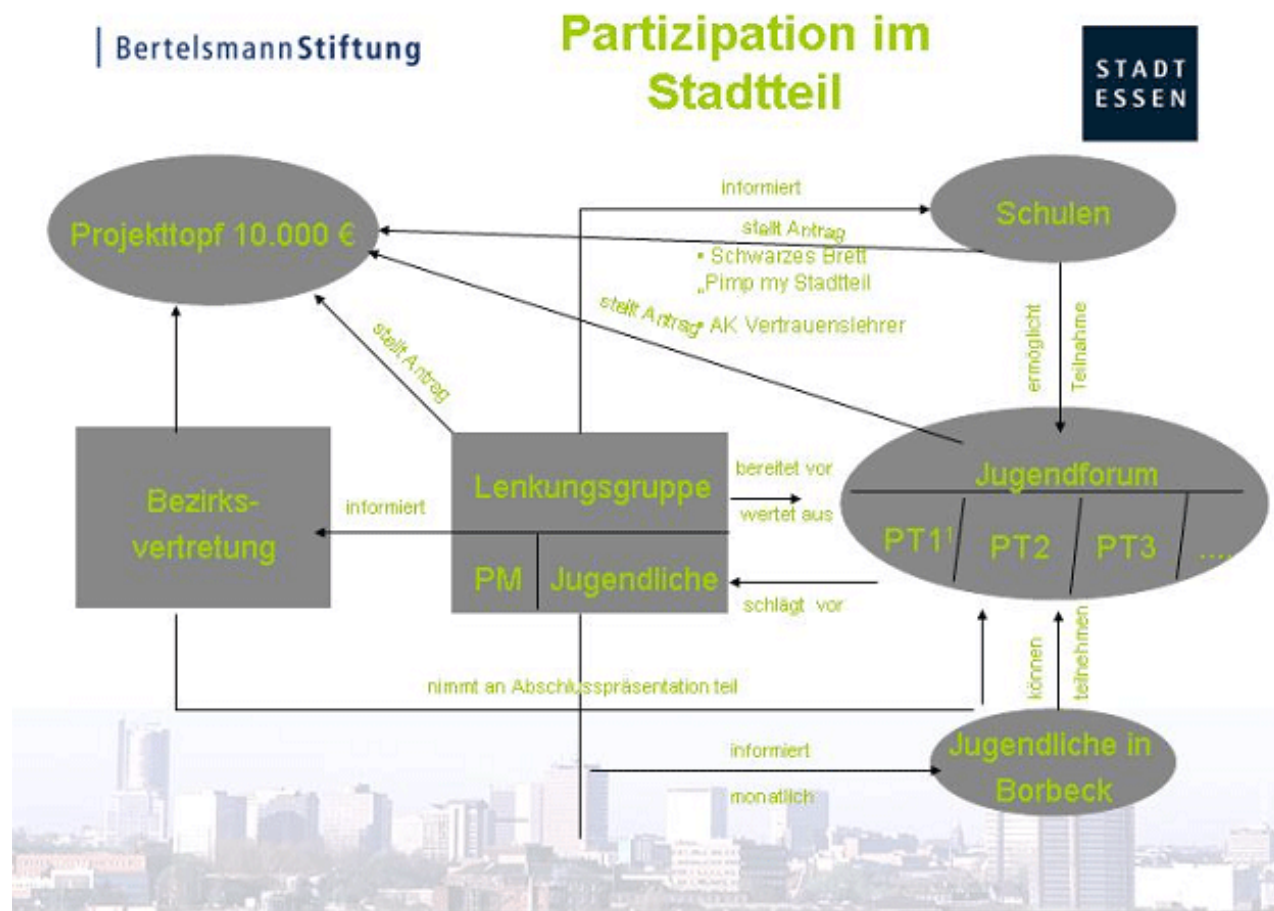 BertelsmannStiftung
Partizipation im
Stadtteil
STADT
ESSEN
Projekttopf 10.000 €
informiert
Schulen
stellt Antrag
• Schwarzes Brett
„Pimp my Stadtteil
stellt Antrag
• AK Vertrauenslehrer
stellt Antrag
ermöglicht
Teilnahme
Bezirks-
vertretung
informiert
Lenkungsgruppe
PM
Jugendliche
bereitet vor
wertet aus
schlägt vor
Jugendforum
PT1¹
PT2
PT3
.....
können
teilnehmen
nimmt an Abschlusspräsentation teil
informiert
monatlich
Jugendliche in
Borbeck